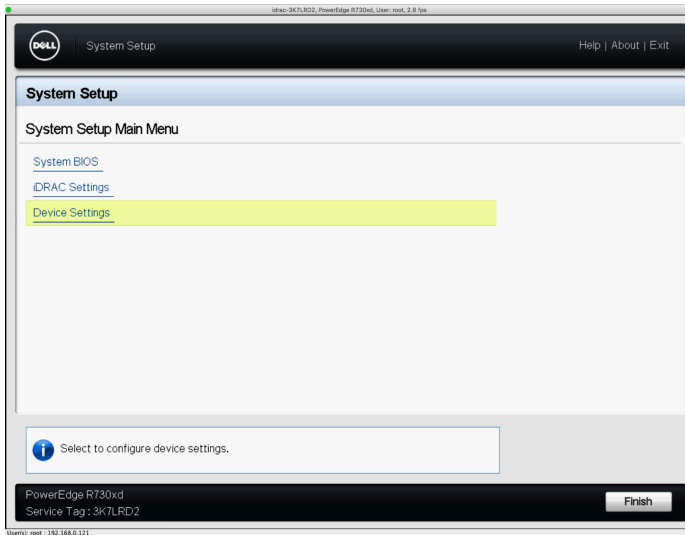 idrac-3K7LRD2, PowerEdge R730xd, User: root, 2.8 fps
DELL
System Setup
Help | About | Exit
System Setup
System Setup Main Menu
System BIOS
iDRAC Settings
Device Settings
Select to configure device settings.
PowerEdge R730xd
Service Tag : 3K7LRD2
Finish
User(s): root : 192.168.0.121